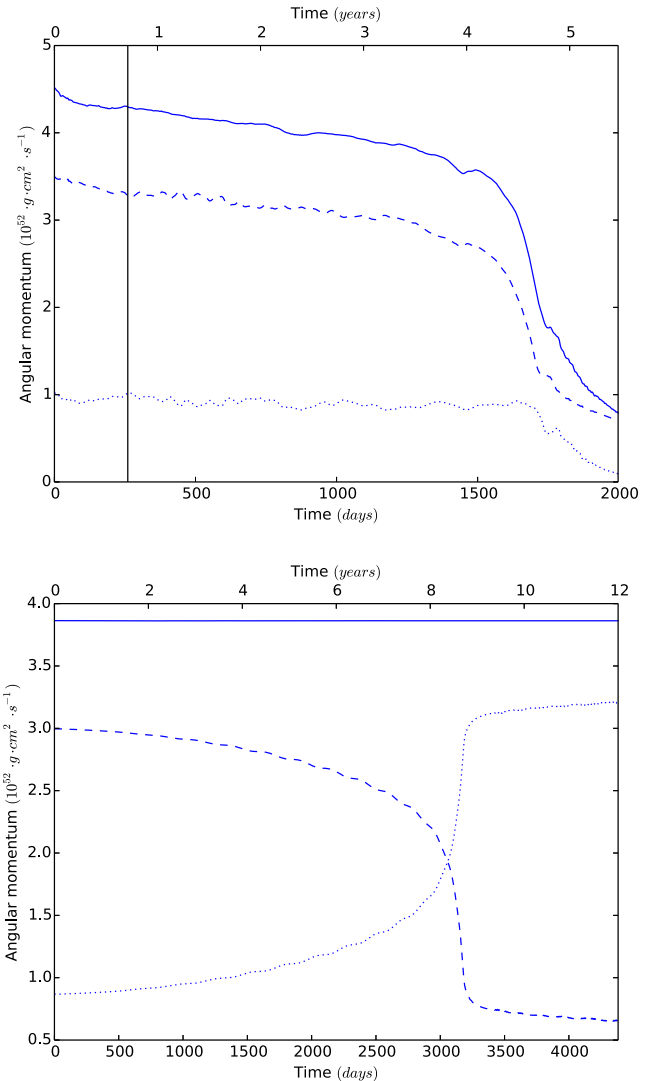 Time (years)
0 1 2 3 4 5
5
4
3
2
1
0
Angular momentum (10^52 · g·cm^2 · s^−1)
0 500 1000 1500 2000
Time (days)
Time (years)
0 2 4 6 8 10 12
4.0
3.5
3.0
2.5
2.0
1.5
1.0
0.5
Angular momentum (10^52 · g·cm^2 · s^−1)
0 500 1000 1500 2000 2500 3000 3500 4000
Time (days)